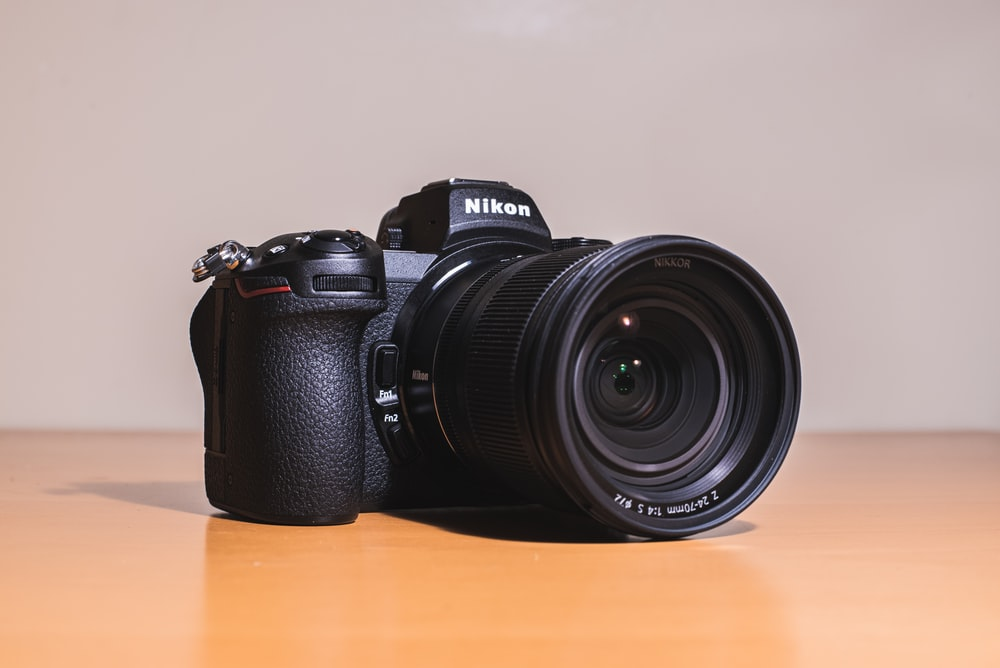 Nikon
NIKKOR
Nikon
Fn1
Fn2
Z 24-70mm 1:4 S ø72